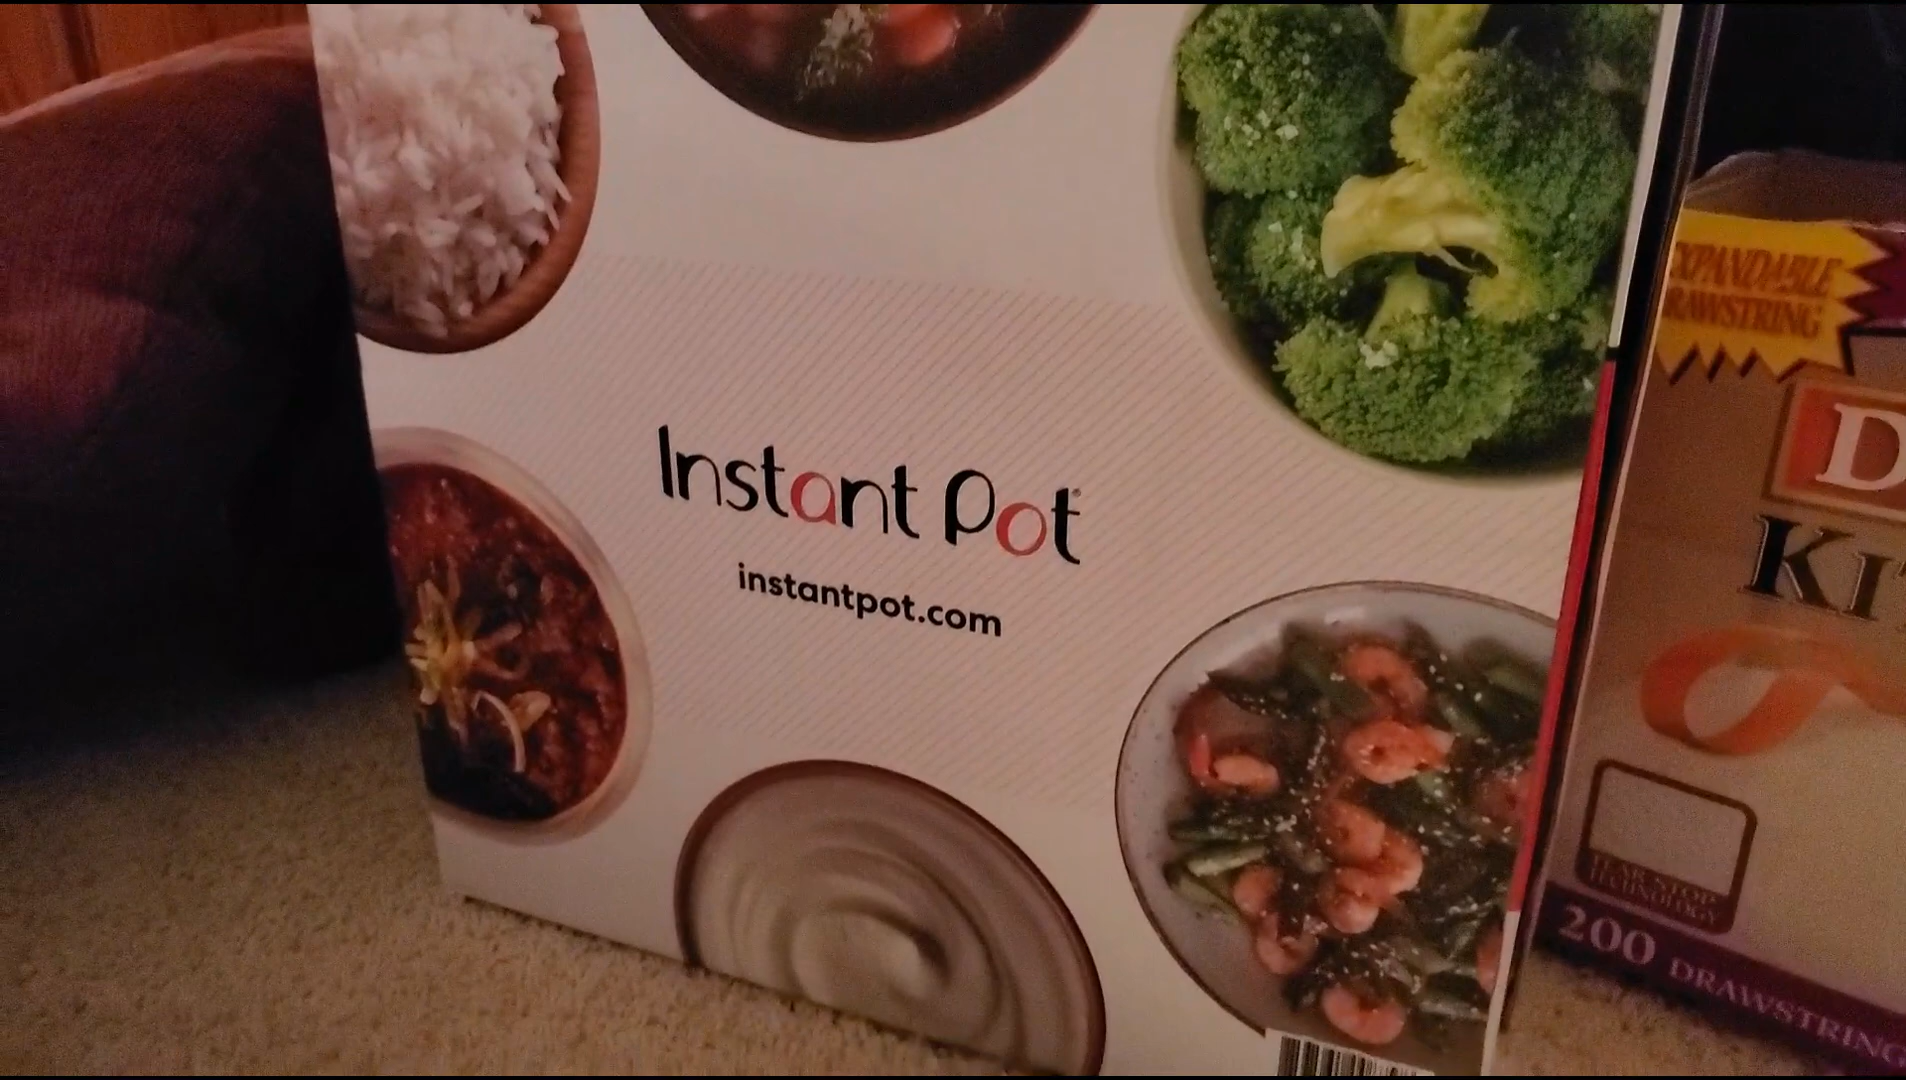 Instant Pot
instantpot.com
EXPANDABLE
DRAWSTRING
D
KI
TEAR STOP
TECHNOLOGY
200 DRAWSTRING